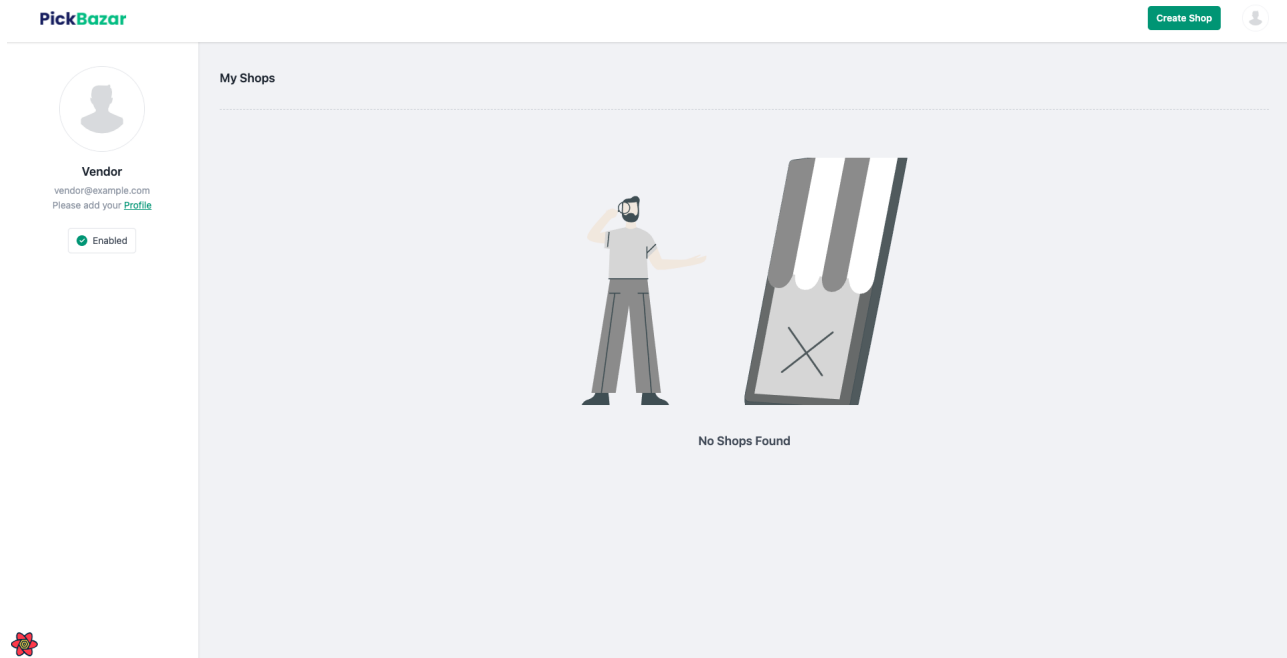 PickBazar
Create Shop
My Shops
Vendor
vendor@example.com
Please add your Profile
Enabled
No Shops Found